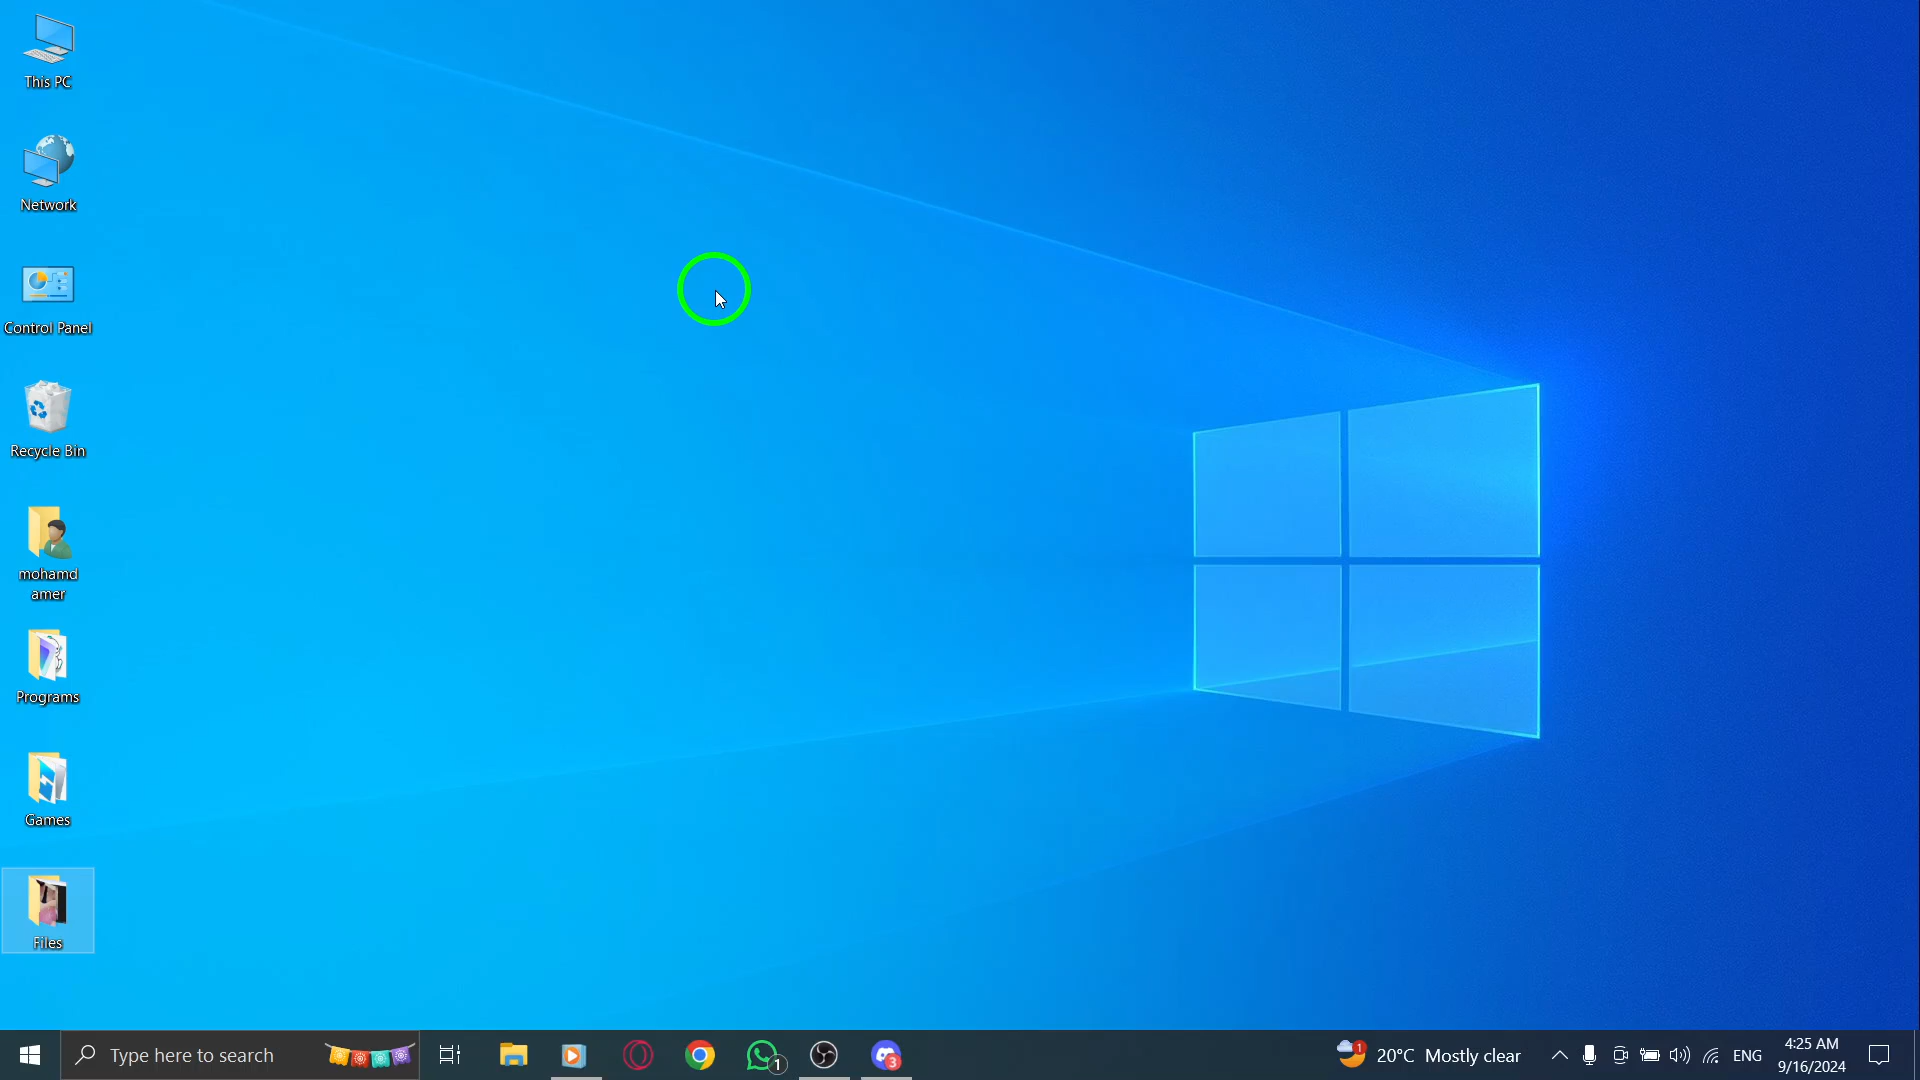 This PC
Network
Control Panel
Recycle Bin
mohamd
amer
Programs
Games
Files
Type here to search
1
3
1
20°C Mostly clear
ENG
4:25 AM
9/16/2024